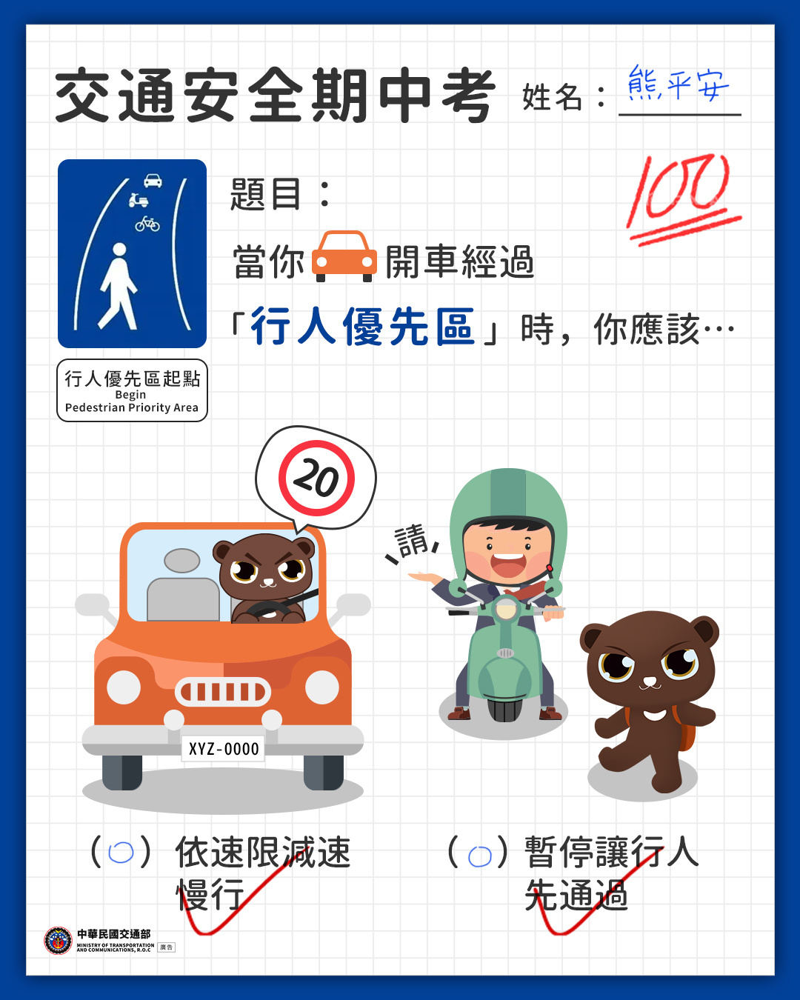 交通安全期中考
姓名：熊平安
100
題目：
當你開車經過
「行人優先區」時，你應該…
行人優先區起點
Begin
Pedestrian Priority Area
20
請
XYZ-0000
（○）依速限減速
慢行
（○）暫停讓行人
先通過
中華民國交通部
MINISTRY OF TRANSPORTATION
AND COMMUNICATIONS, R.O.C
廣告